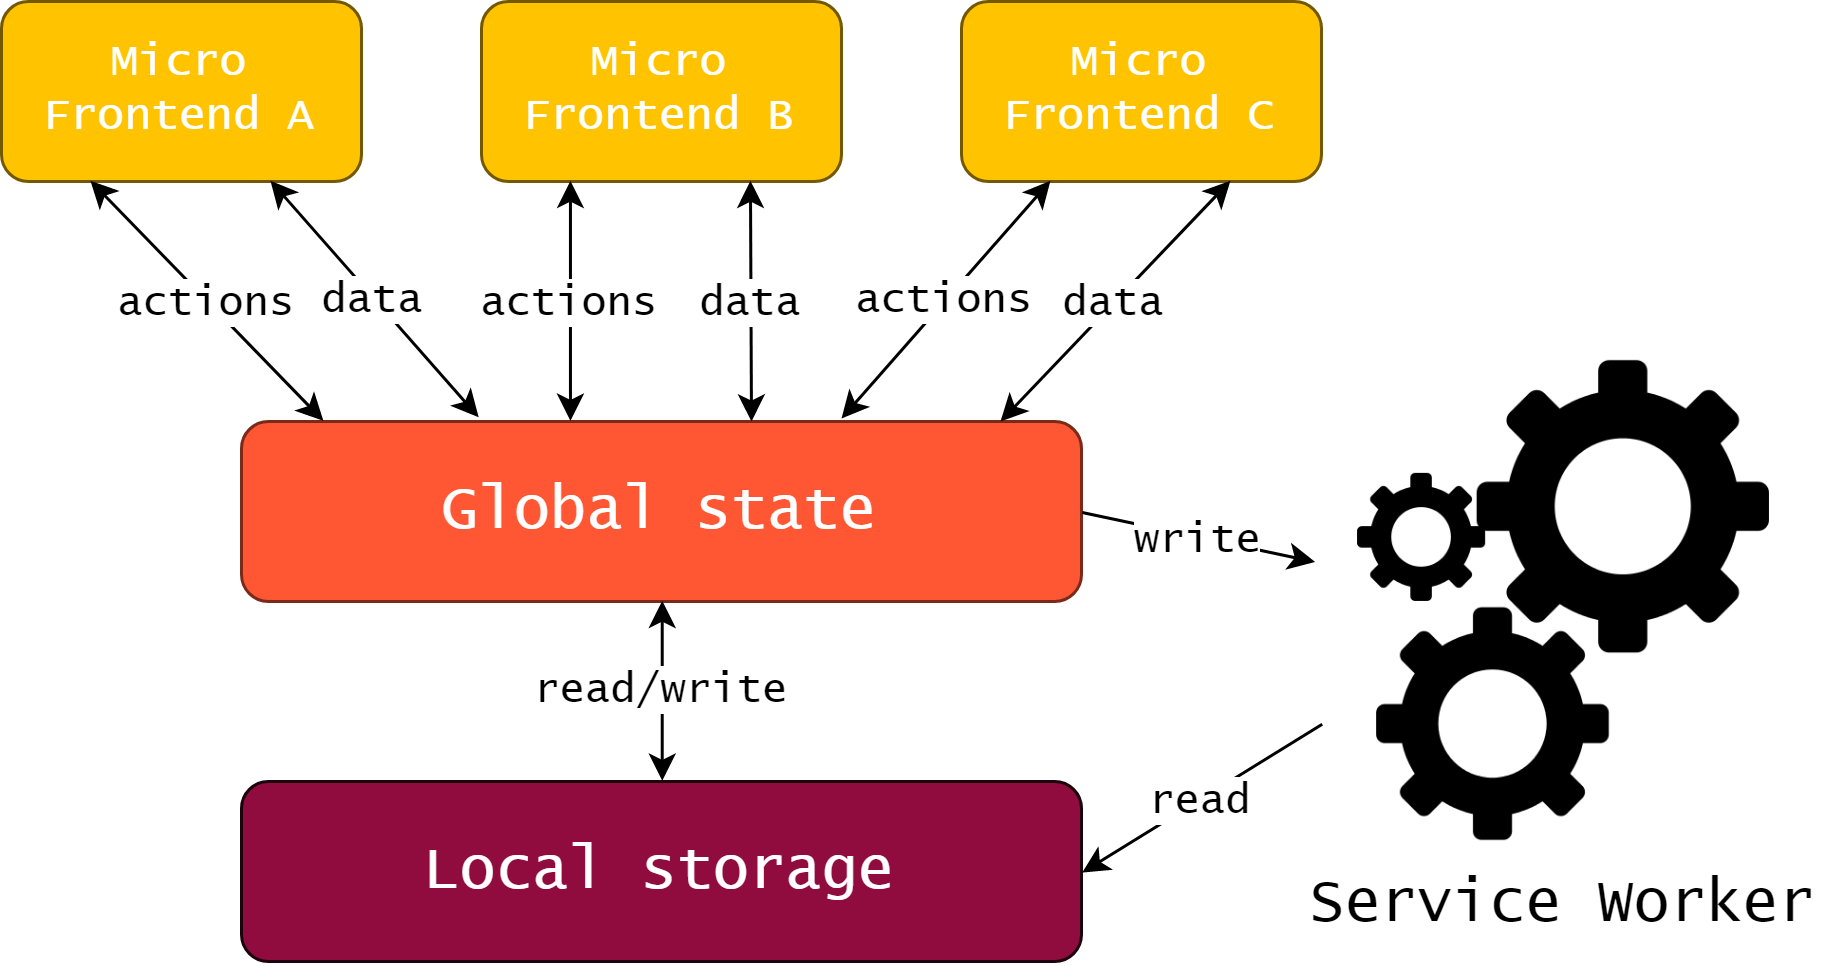 Micro
Frontend A
Micro
Frontend B
Micro
Frontend C
actions
data
actions
data
actions
data
Global state
write
read/write
read
Local storage
Service Worker